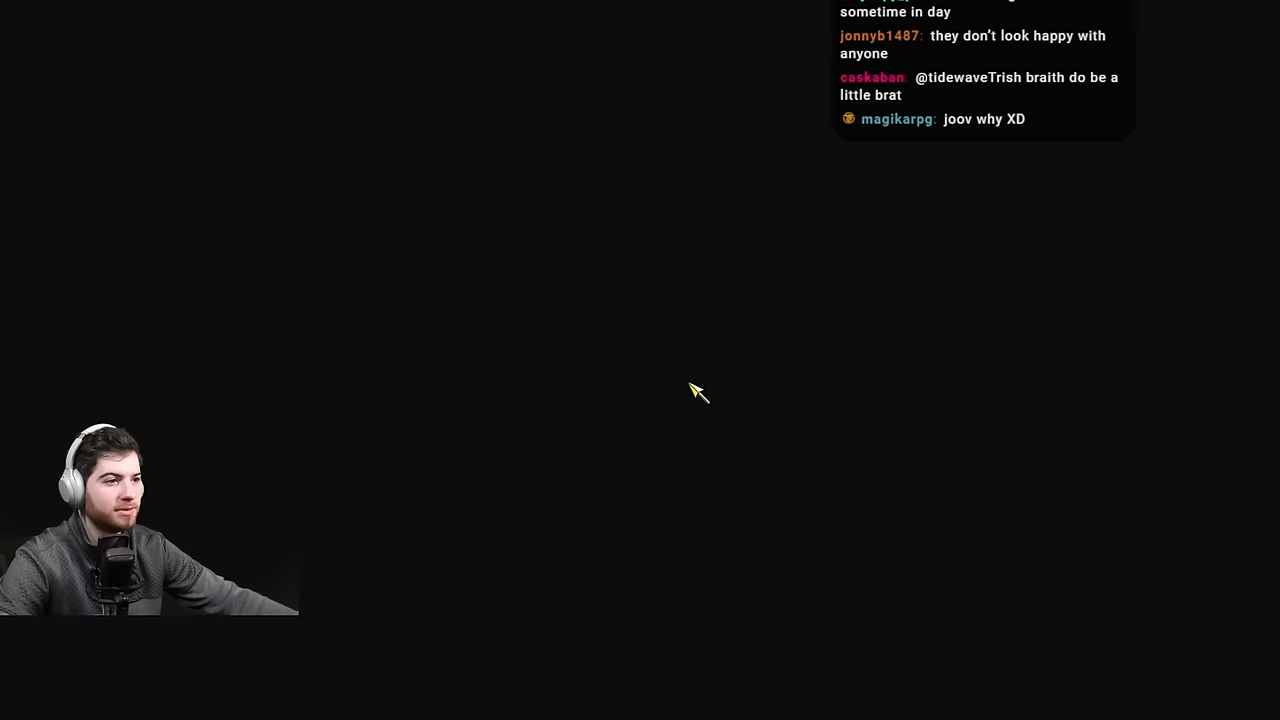 sometime in day
jonnyb1487: they don’t look happy with
anyone
caskaban: @tidewaveTrish braith do be a
little brat
magikarpg: joov why XD